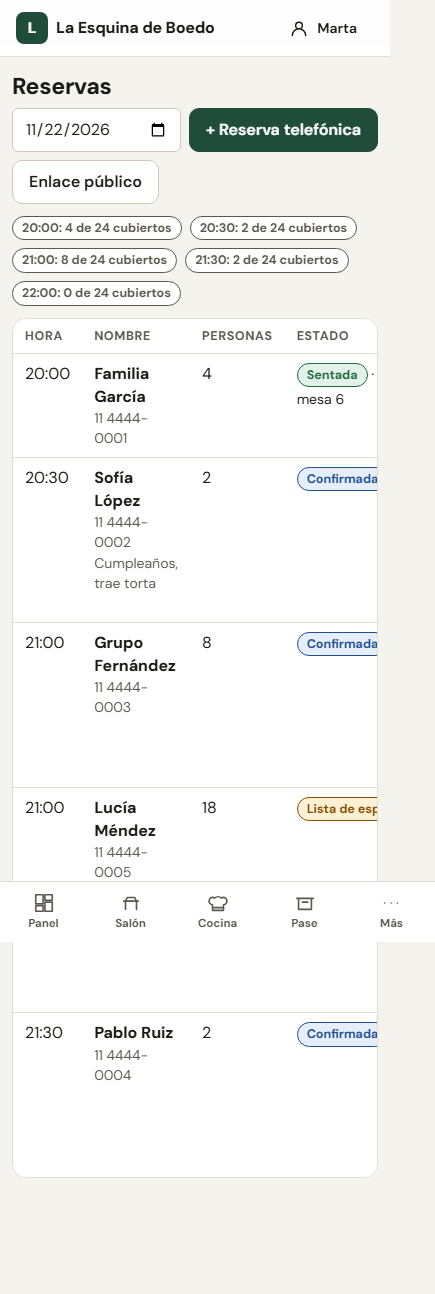 L La Esquina de Boedo Marta
Reservas
11/22/2026 + Reserva telefónica
Enlace público
20:00: 4 de 24 cubiertos 20:30: 2 de 24 cubiertos
21:00: 8 de 24 cubiertos 21:30: 2 de 24 cubiertos
22:00: 0 de 24 cubiertos
HORA NOMBRE PERSONAS ESTADO
20:00 Familia 4 Sentada ·
García mesa 6
11 4444-
0001
20:30 Sofía 2 Confirmada
López
11 4444-
0002
Cumpleaños,
trae torta
21:00 Grupo 8 Confirmada
Fernández
11 4444-
0003
21:00 Lucía 18 Lista de esp
Méndez
11 4444-
0005
Panel Salón Cocina Pase Más
21:30 Pablo Ruiz 2 Confirmada
11 4444-
0004